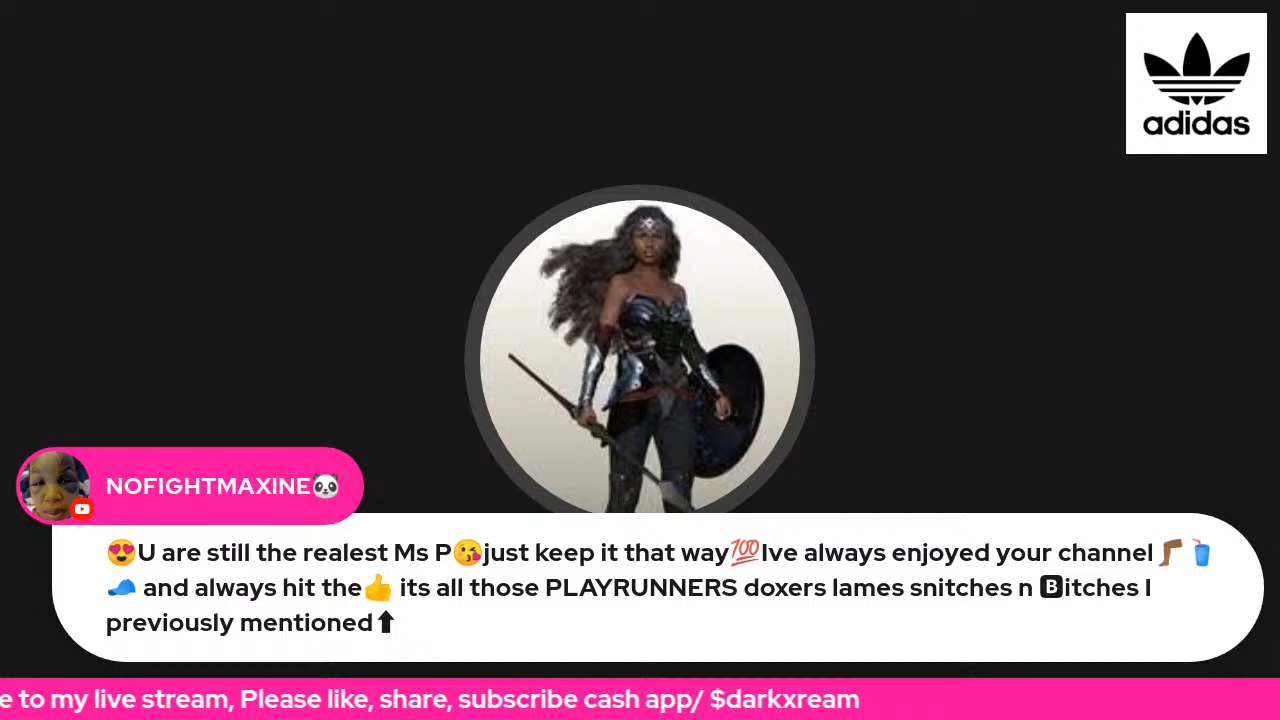 adidas
NOFIGHTMAXINE🐼
😍U are still the realest Ms P😘just keep it that way💯Ive always enjoyed your channel🦵🏾🥤
🧢 and always hit the👍 its all those PLAYRUNNERS doxers lames snitches n 🅱itches I
previously mentioned⬆
e to my live stream, Please like, share, subscribe cash app/ $darkxream